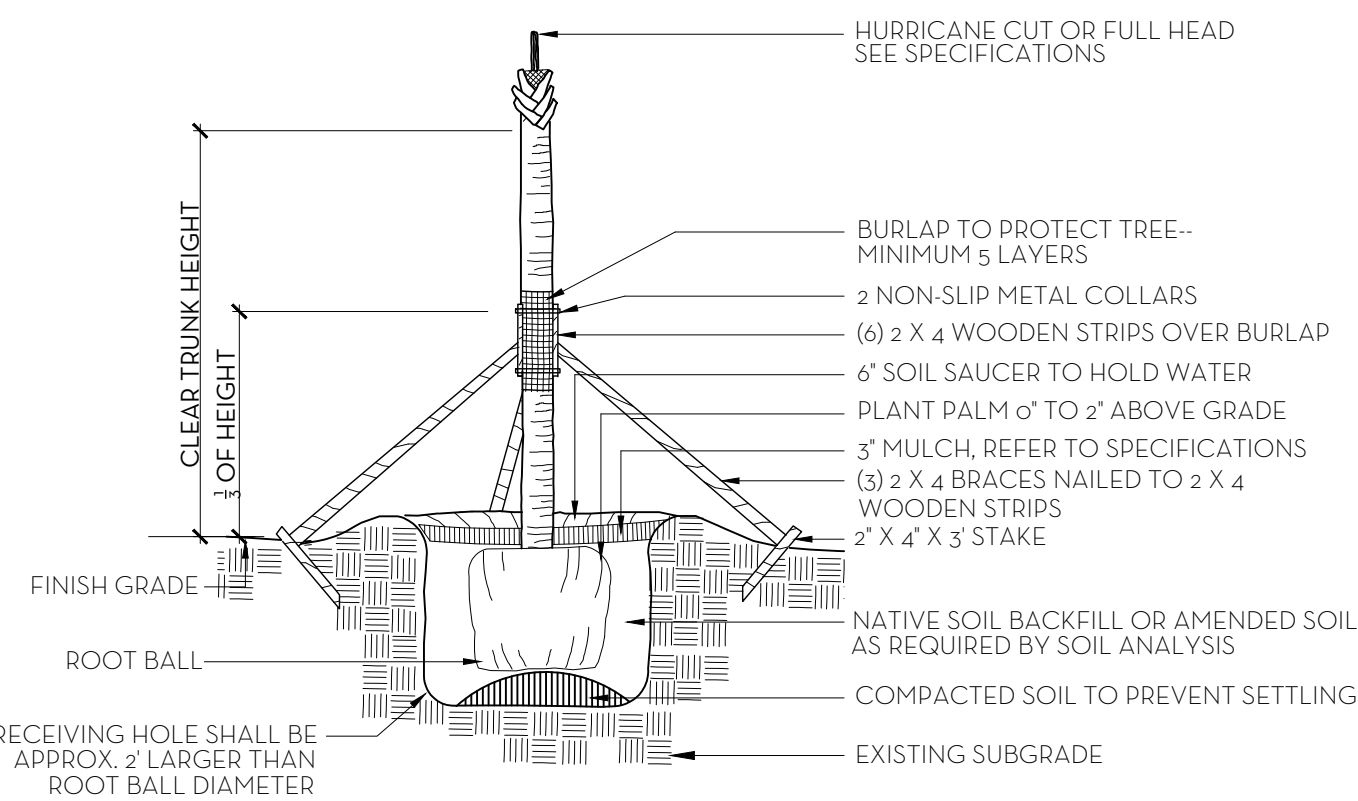 HURRICANE CUT OR FULL HEAD
SEE SPECIFICATIONS
CLEAR TRUNK HEIGHT
1/3 OF HEIGHT
BURLAP TO PROTECT TREE--
MINIMUM 5 LAYERS
2 NON-SLIP METAL COLLARS
(6) 2 X 4 WOODEN STRIPS OVER BURLAP
6" SOIL SAUCER TO HOLD WATER
PLANT PALM 0" TO 2" ABOVE GRADE
3" MULCH, REFER TO SPECIFICATIONS
(3) 2 X 4 BRACES NAILED TO 2 X 4
WOODEN STRIPS
2" X 4" X 3' STAKE
FINISH GRADE
ROOT BALL
RECEIVING HOLE SHALL BE
APPROX. 2' LARGER THAN
ROOT BALL DIAMETER
NATIVE SOIL BACKFILL OR AMENDED SOIL
AS REQUIRED BY SOIL ANALYSIS
COMPACTED SOIL TO PREVENT SETTLING
EXISTING SUBGRADE